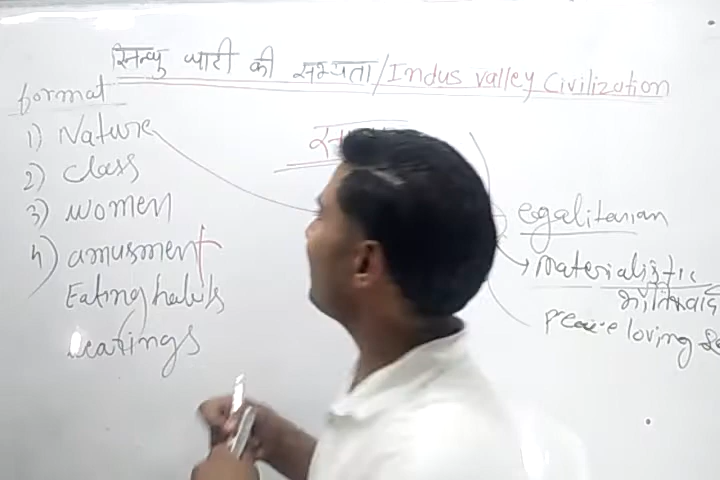 सिन्धु घाटी की सभ्यता/Indus valley Civilization
format
1) Nature
2) Class
3) women
4) amusment
Eating habits
wearings
egalitarian
materialistic
peace loving